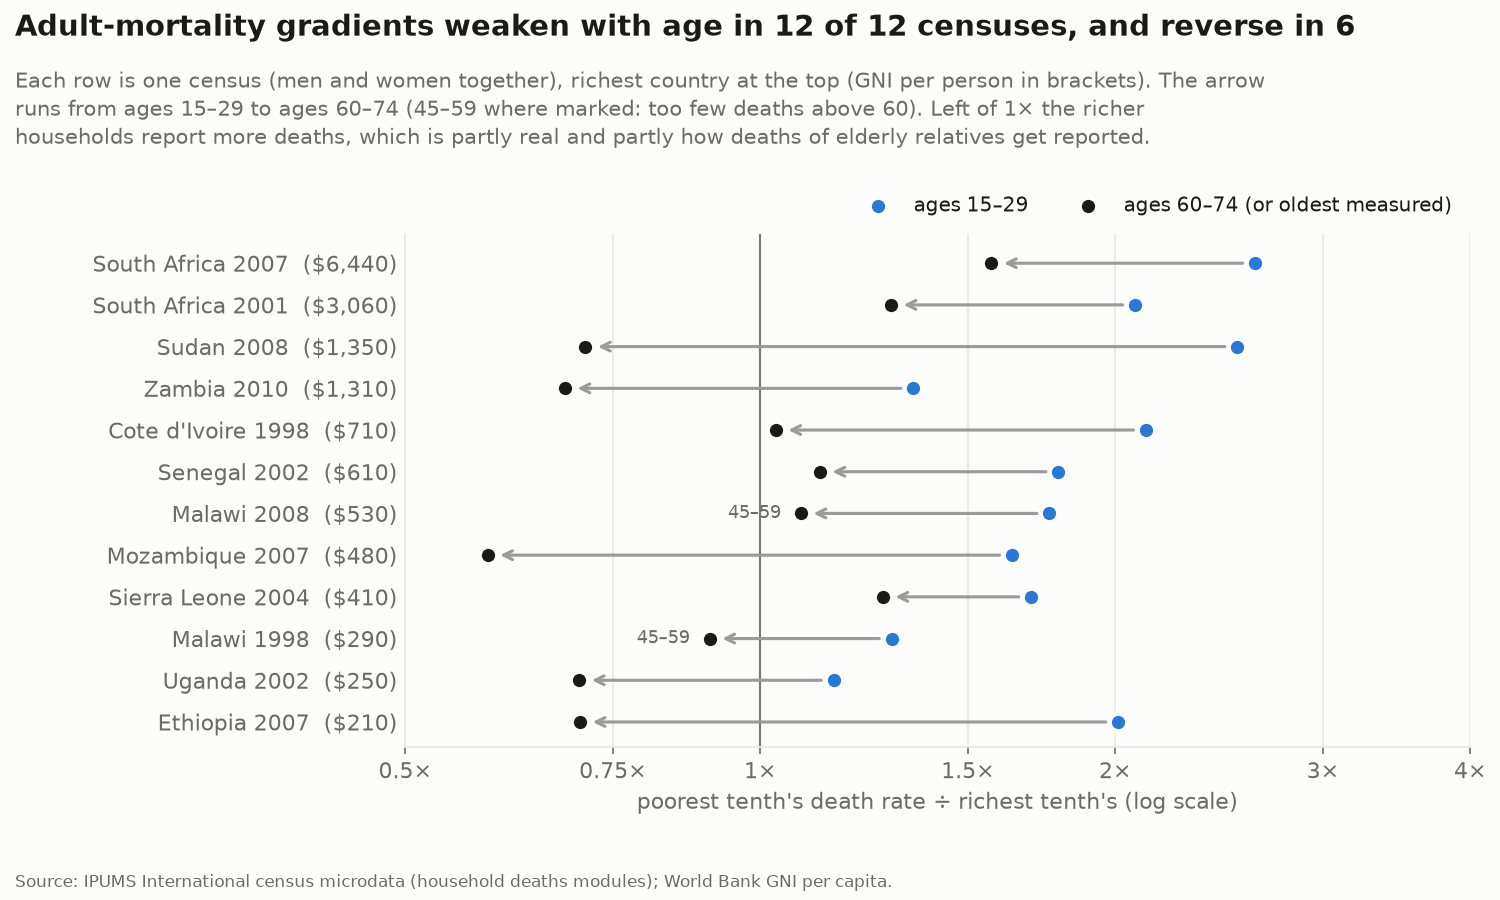 Adult-mortality gradients weaken with age in 12 of 12 censuses, and reverse in 6
Each row is one census (men and women together), richest country at the top (GNI per person in brackets). The arrow
runs from ages 15–29 to ages 60–74 (45–59 where marked: too few deaths above 60). Left of 1× the richer
households report more deaths, which is partly real and partly how deaths of elderly relatives get reported.
ages 15–29
ages 60–74 (or oldest measured)
South Africa 2007 ($6,440)
South Africa 2001 ($3,060)
Sudan 2008 ($1,350)
Zambia 2010 ($1,310)
Cote d'Ivoire 1998 ($710)
Senegal 2002 ($610)
Malawi 2008 ($530)
45–59
Mozambique 2007 ($480)
Sierra Leone 2004 ($410)
Malawi 1998 ($290)
45–59
Uganda 2002 ($250)
Ethiopia 2007 ($210)
0.5× 0.75× 1× 1.5× 2× 3× 4×
poorest tenth's death rate ÷ richest tenth's (log scale)
Source: IPUMS International census microdata (household deaths modules); World Bank GNI per capita.